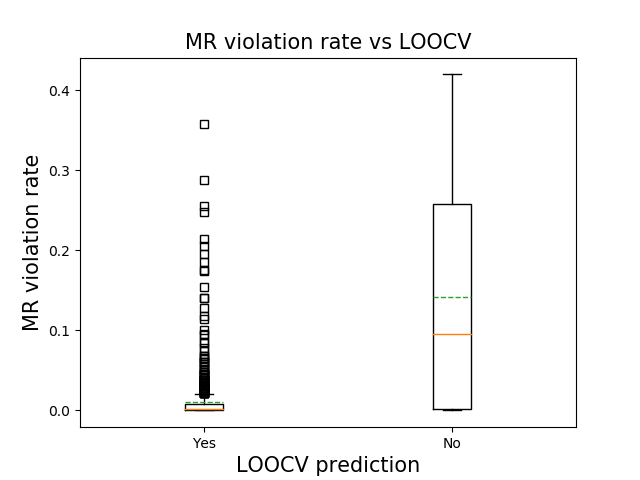 MR violation rate vs LOOCV
MR violation rate
0.4
0.3
0.2
0.1
0.0
Yes
No
LOOCV prediction